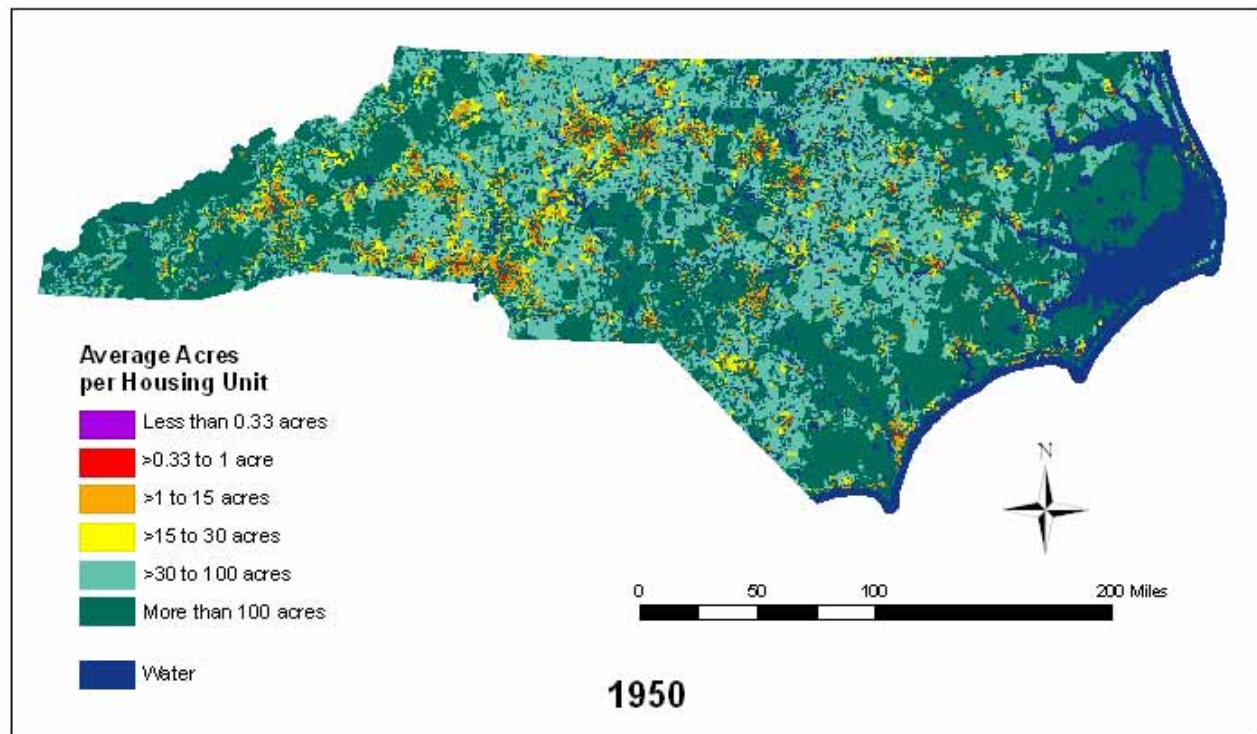 Average Acres
per Housing Unit
Less than 0.33 acres
>0.33 to 1 acre
>1 to 15 acres
>15 to 30 acres
>30 to 100 acres
More than 100 acres
Water
N
0 50 100 200 Miles
1950